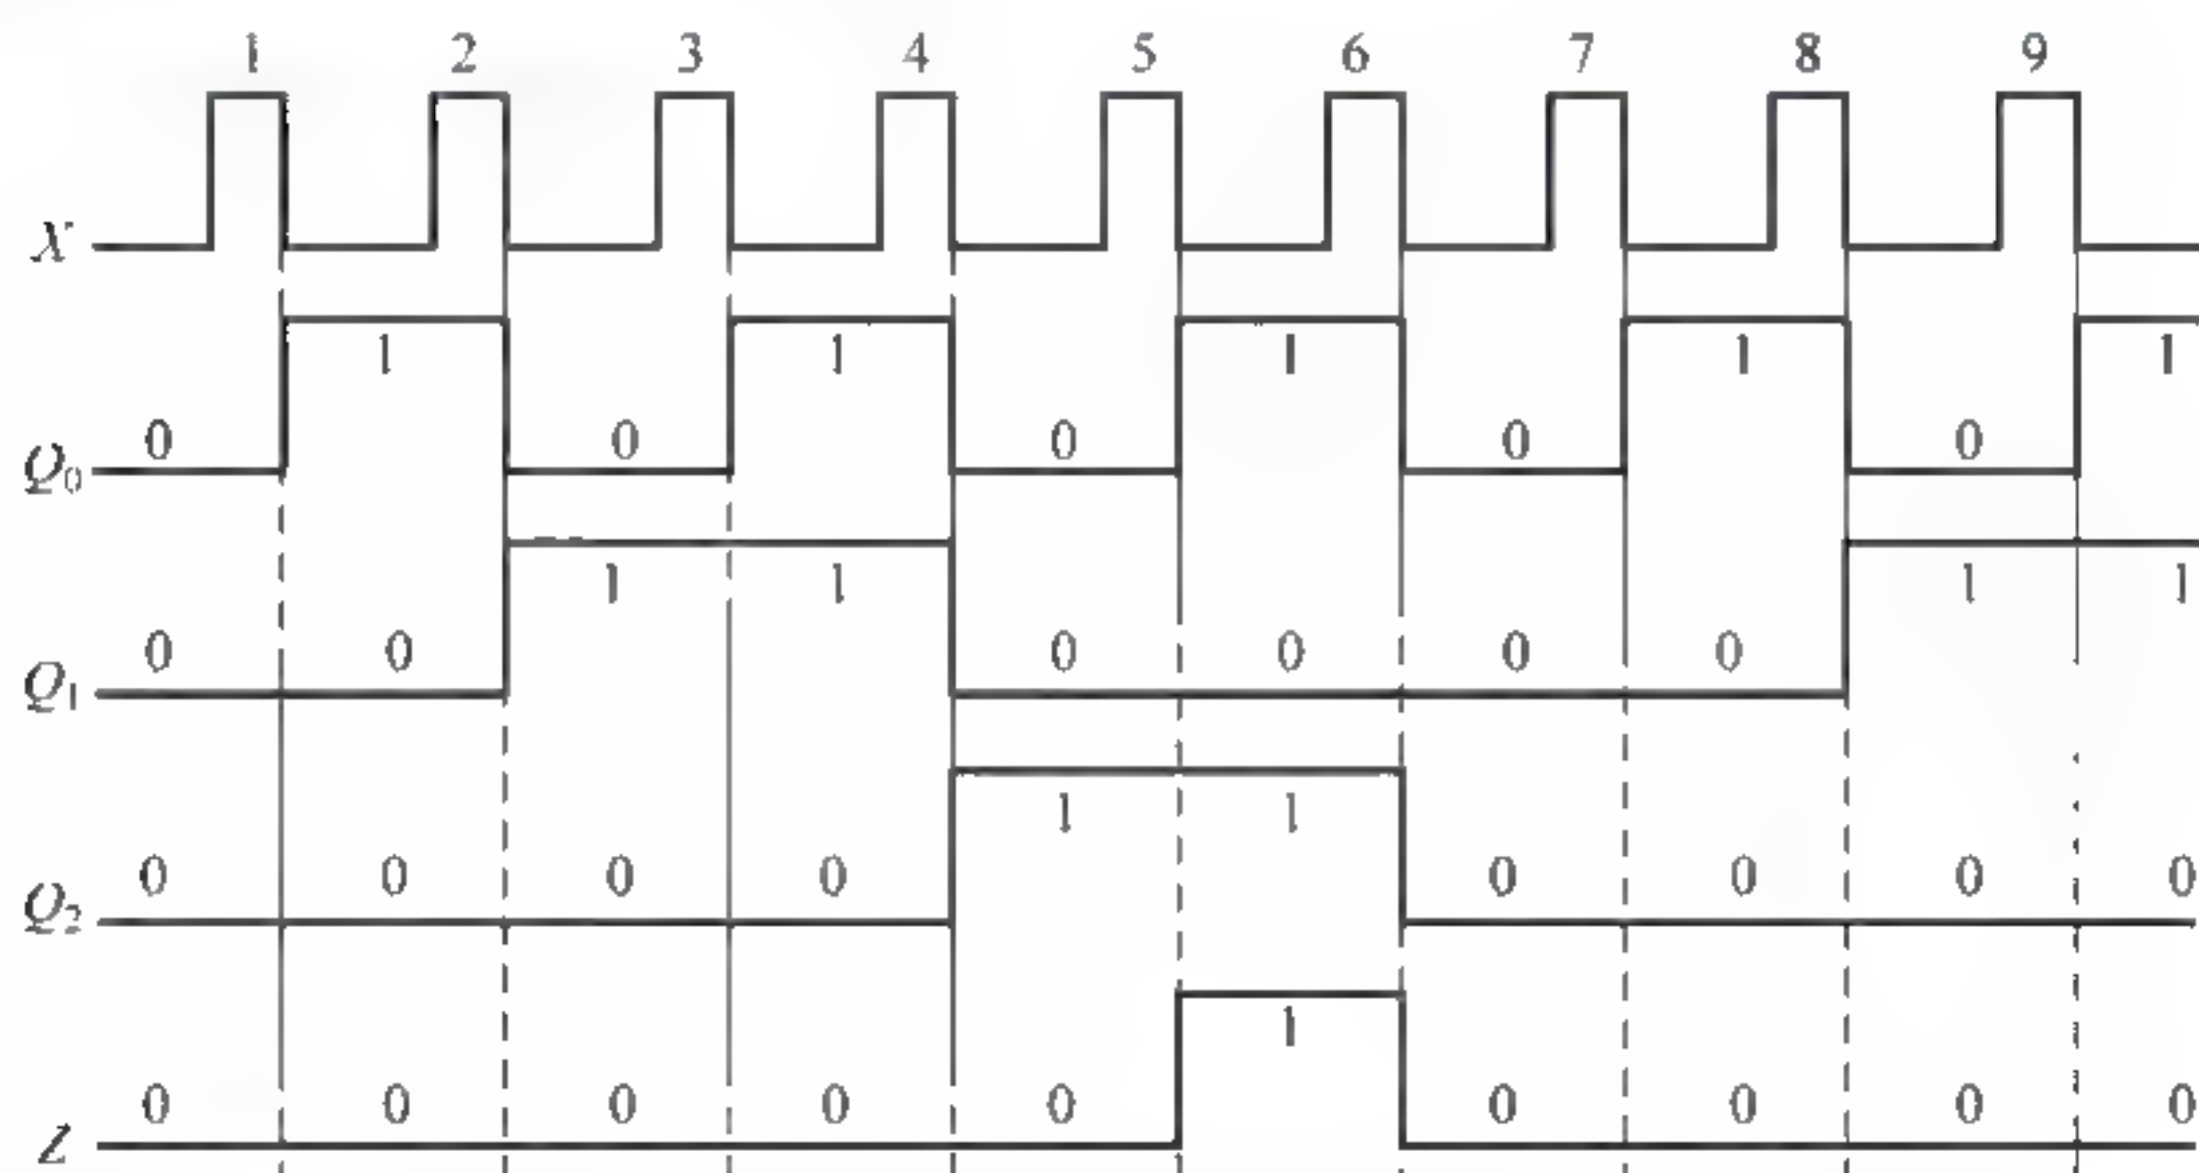 1 2 3 4 5 6 7 8 9
X
1 1 1 1 1
0 0 0 0 0
Q₀
1 1 1 1
0 0 0 0 0 0
Q₁
1 1
0 0 0 0 0 0 0 0
Q₂
1
0 0 0 0 0 0 0 0 0
Z